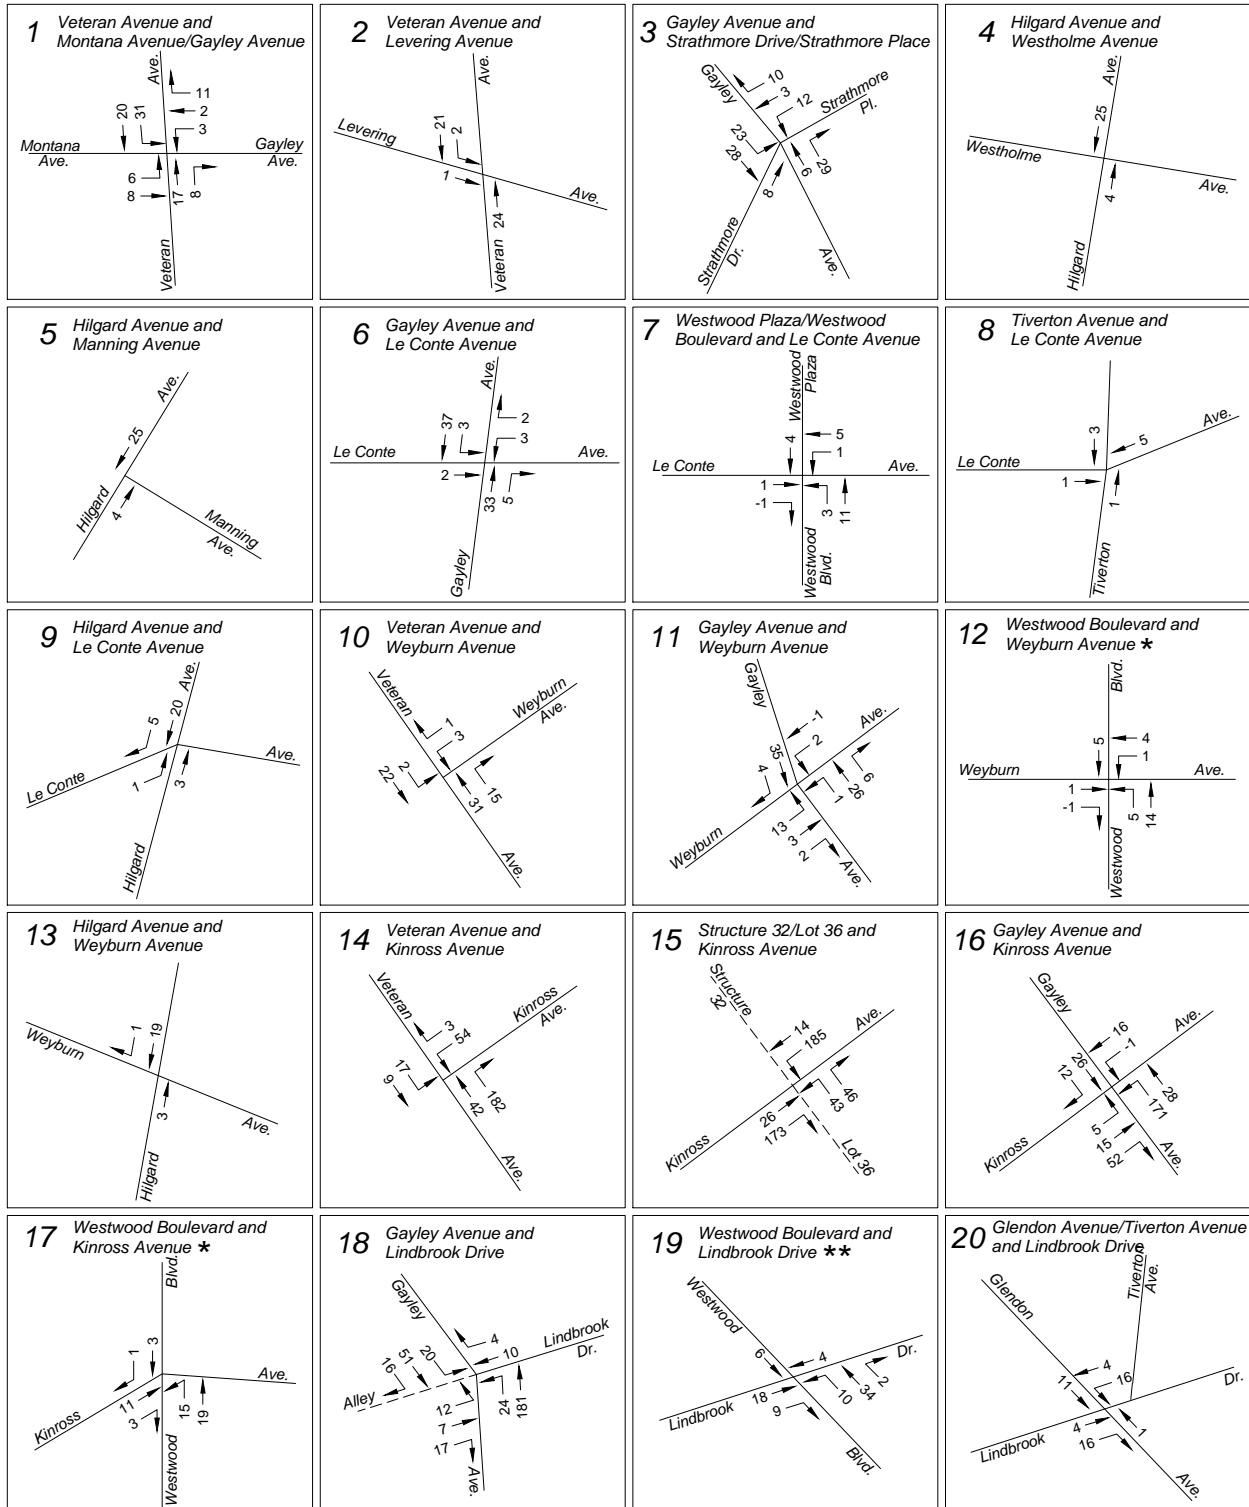 1 Veteran Avenue and
Montana Avenue/Gayley Avenue
Ave.
11
2
3
20
31
Montana
Ave.
Gayley
Ave.
6
8
17
8
Veteran
2 Veteran Avenue and
Levering Avenue
Ave.
21
2
Levering
1
Ave.
24
Veteran
3 Gayley Avenue and
Strathmore Drive/Strathmore Place
Gayley
10
3
12
Strathmore
Pl.
23
28
8
6
29
Strathmore
Dr.
Ave.
4 Hilgard Avenue and
Westholme Avenue
Ave.
25
Westholme
Ave.
4
Hilgard
5 Hilgard Avenue and
Manning Avenue
Ave.
25
Hilgard
4
Manning
Ave.
6 Gayley Avenue and
Le Conte Avenue
Ave.
37
3
2
3
Le Conte
Ave.
2
33
5
Gayley
7 Westwood Plaza/Westwood
Boulevard and Le Conte Avenue
Westwood
Plaza
4
5
1
Le Conte
Ave.
1
-1
3
11
Westwood
Blvd.
8 Tiverton Avenue and
Le Conte Avenue
3
5
Ave.
Le Conte
1
1
Tiverton
9 Hilgard Avenue and
Le Conte Avenue
Ave.
5
20
Le Conte
1
3
Ave.
Hilgard
10 Veteran Avenue and
Weyburn Avenue
Veteran
1
3
Weyburn
Ave.
2
22
31
15
Ave.
11 Gayley Avenue and
Weyburn Avenue
Gayley
-1
2
Ave.
35
4
6
26
1
13
3
2
Weyburn
Ave.
12 Westwood Boulevard and
Weyburn Avenue *
Blvd.
5
4
1
Weyburn
Ave.
1
-1
5
14
Westwood
13 Hilgard Avenue and
Weyburn Avenue
1
19
Weyburn
Ave.
3
Hilgard
14 Veteran Avenue and
Kinross Avenue
Veteran
3
54
Kinross
Ave.
17
9
42
182
Ave.
15 Structure 32/Lot 36 and
Kinross Avenue
Structure
32
14
185
Ave.
46
43
26
173
Kinross
Lot 36
16 Gayley Avenue and
Kinross Avenue
Gayley
16
-1
Ave.
26
12
28
171
5
15
52
Kinross
Ave.
17 Westwood Boulevard and
Kinross Avenue *
Blvd.
1
3
Ave.
11
3
15
19
Kinross
Westwood
18 Gayley Avenue and
Lindbrook Drive
Gayley
4
10
Lindbrook
Dr.
20
51
16
Alley
12
7
17
24
181
Ave.
19 Westwood Boulevard and
Lindbrook Drive **
Westwood
6
4
Dr.
2
34
10
18
9
Lindbrook
Blvd.
20 Glendon Avenue/Tiverton Avenue
and Lindbrook Drive
Glendon
Tiverton
Ave.
4
16
11
Dr.
4
16
1
Lindbrook
Ave.